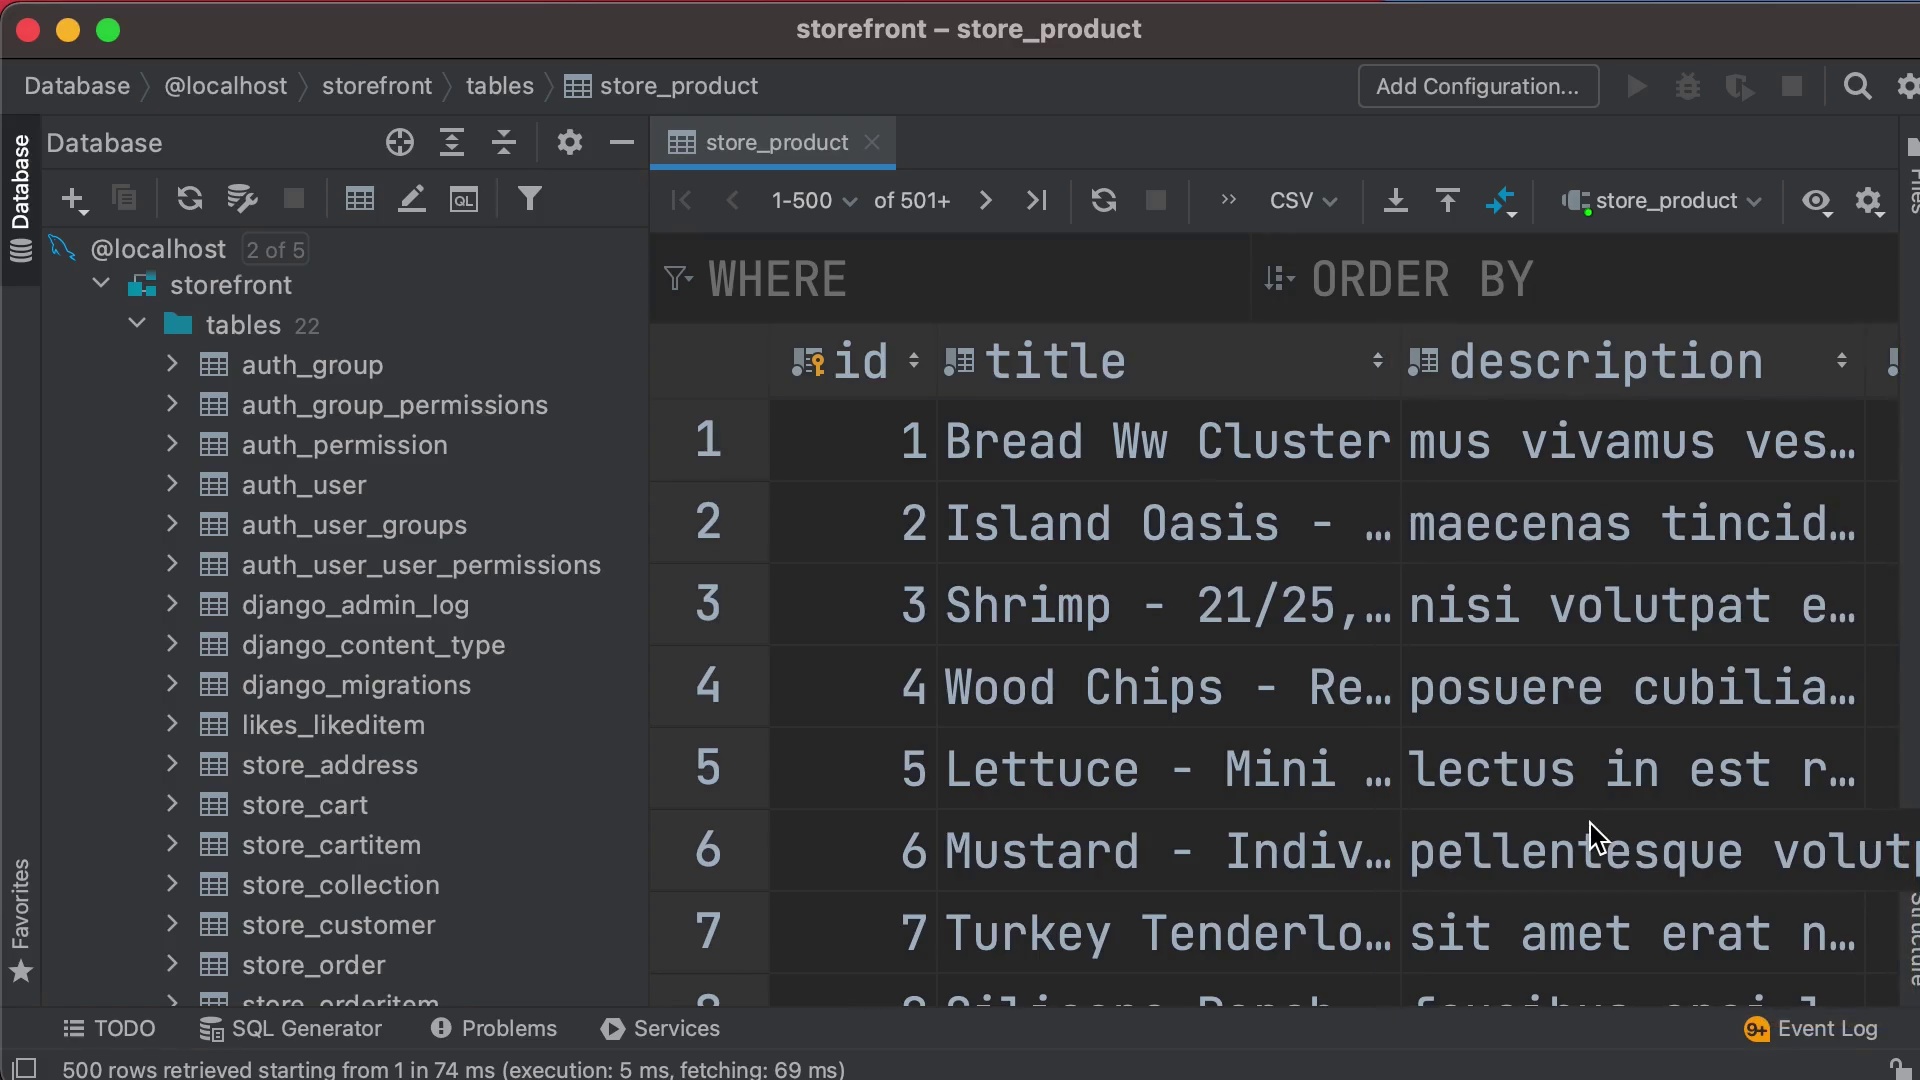 storefront – store_product
Database @localhost storefront tables store_product
Add Configuration...
Database
Database
Favorites
Files
store_product
1-500 of 501+
CSV
store_product
@localhost 2 of 5
storefront
tables 22
auth_group
auth_group_permissions
auth_permission
auth_user
auth_user_groups
auth_user_user_permissions
django_admin_log
django_content_type
django_migrations
likes_likeditem
store_address
store_cart
store_cartitem
store_collection
store_customer
store_order
store_orderitem
WHERE ORDER BY
id title description
1 1 Bread Ww Cluster mus vivamus ves…
2 2 Island Oasis - … maecenas tincid…
3 3 Shrimp - 21/25,… nisi volutpat e…
4 4 Wood Chips - Re… posuere cubilia…
5 5 Lettuce - Mini … lectus in est r…
6 6 Mustard - Indiv… pellentesque volutp
7 7 Turkey Tenderlo… sit amet erat n…
Structure
TODO SQL Generator Problems Services
9+ Event Log
500 rows retrieved starting from 1 in 74 ms (execution: 5 ms, fetching: 69 ms)